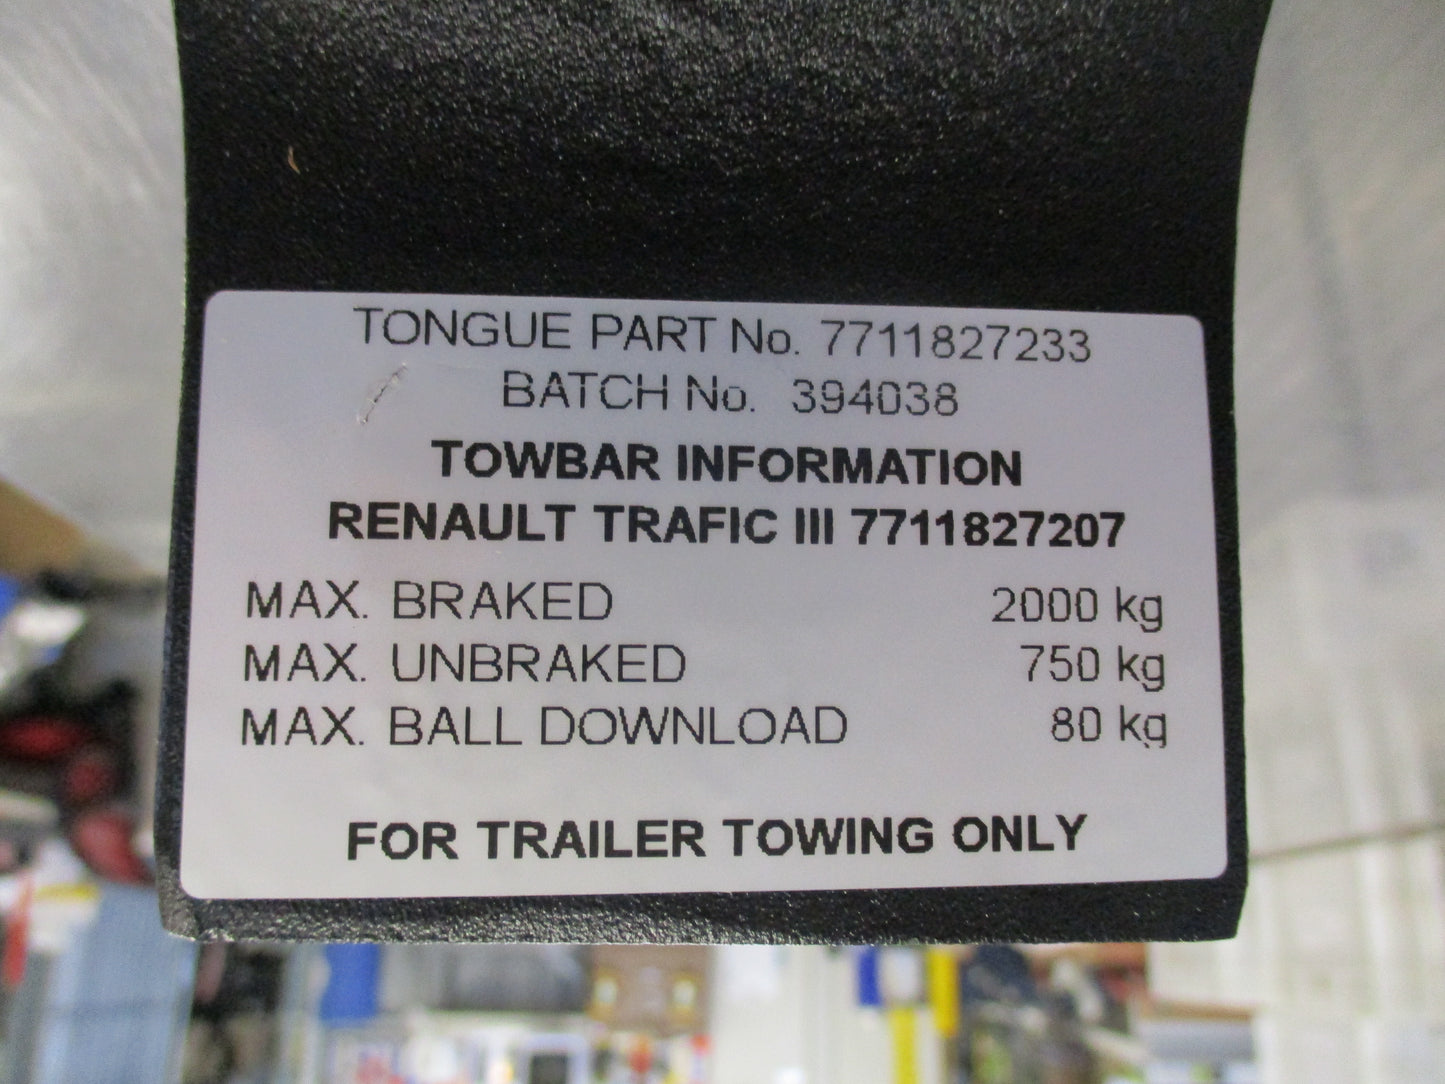 TONGUE PART No. 7711827233
BATCH No. 394038
TOWBAR INFORMATION
RENAULT TRAFIC III 7711827207
MAX. BRAKED 2000 kg
MAX. UNBRAKED 750 kg
MAX. BALL DOWNLOAD 80 kg
FOR TRAILER TOWING ONLY